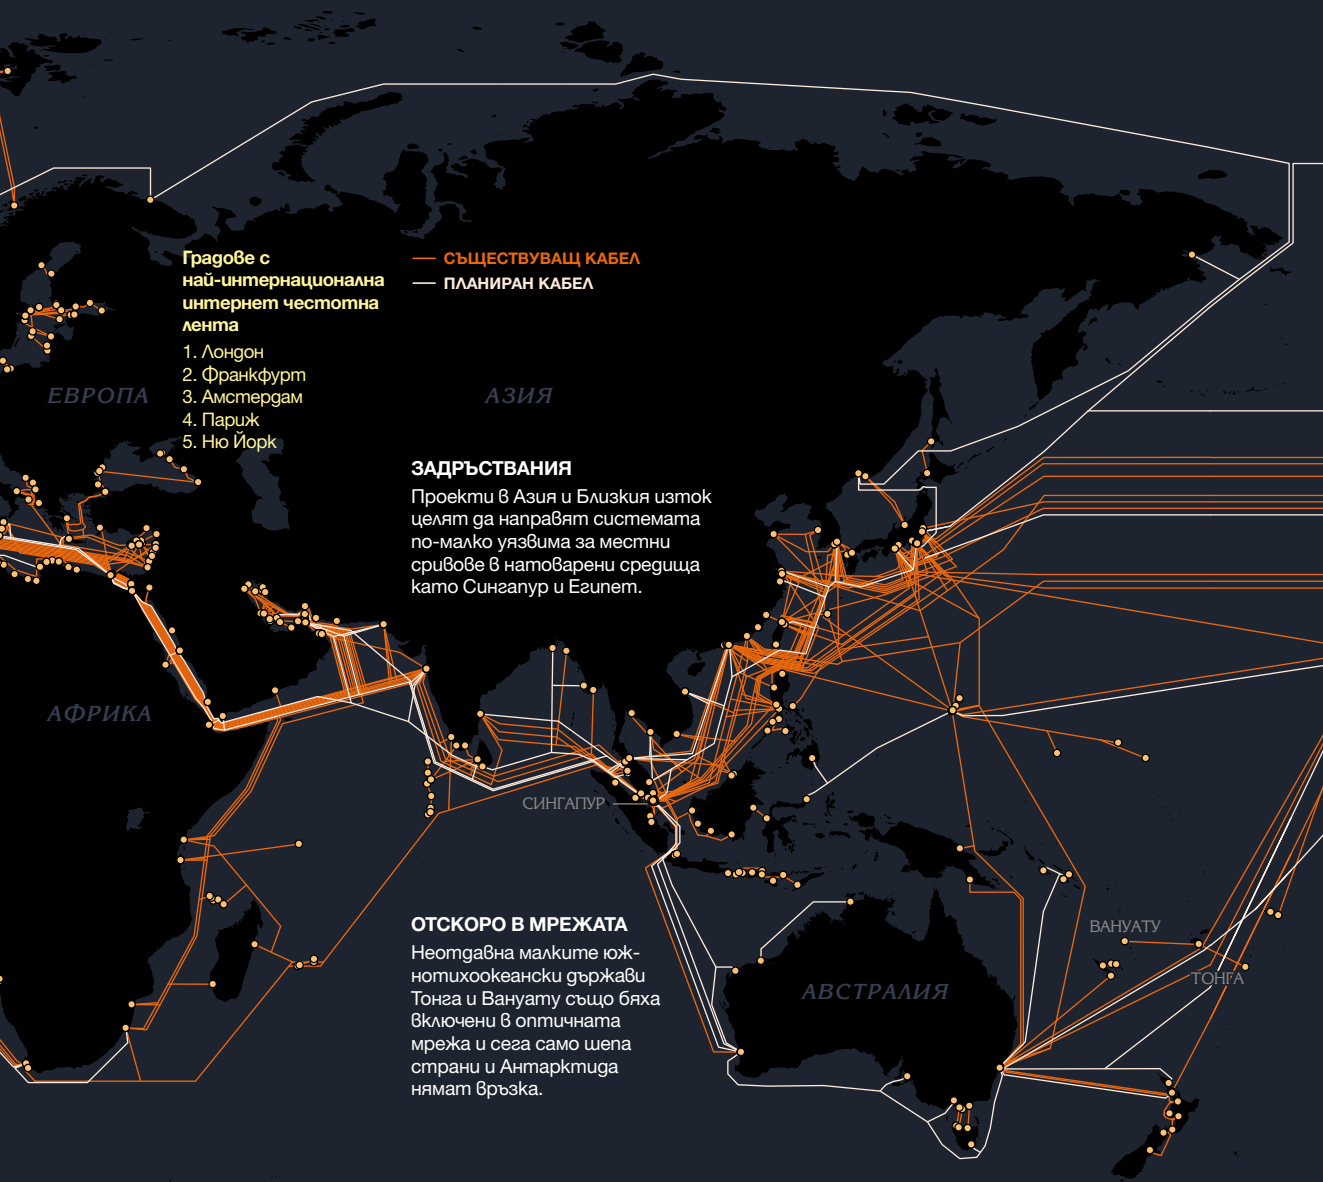 Градове с
най-интернационална
интернет честотна
лента
1. Лондон
2. Франкфурт
3. Амстердам
4. Париж
5. Ню Йорк
СЪЩЕСТВУВАЩ КАБЕЛ
ПЛАНИРАН КАБЕЛ
ЕВРОПА
АЗИЯ
ЗАДРЪСТВАНИЯ
Проекти в Азия и Близкия изток
целят да направят системата
по-малко уязвима за местни
сривове в натоварени средища
като Сингапур и Египет.
АФРИКА
СИНГАПУР
ОТСКОРО В МРЕЖАТА
Неотдавна малките юж-
нотихоокеански държави
Тонга и Вануату също бяха
включени в оптичната
мрежа и сега само шепа
страни и Антарктида
нямат връзка.
ВАНУАТУ
ТОНГА
АВСТРАЛИЯ